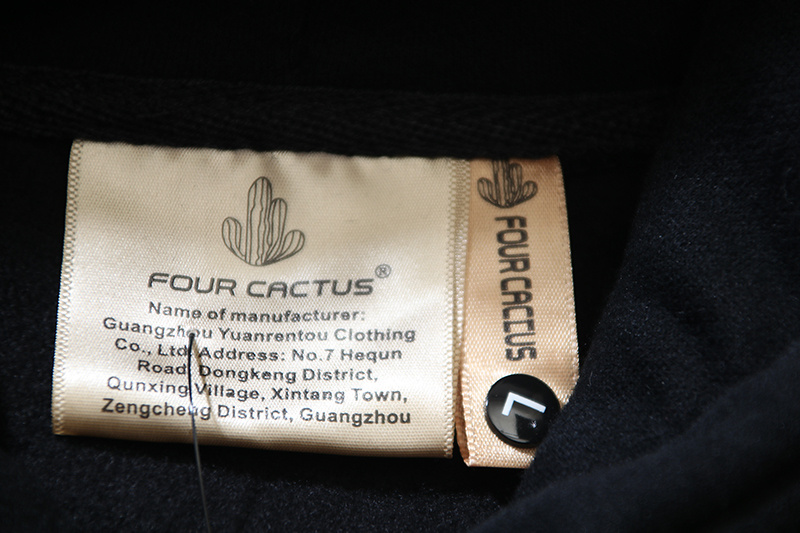 FOUR CACTUS®
Name of manufacturer:
Guangzhou Yuanrentou Clothing
Co., Ltd. Address: No.7 Hequn
Road, Dongkeng District,
Qunxing Village, Xintang Town,
Zengcheng District, Guangzhou
FOUR CACTUS
L